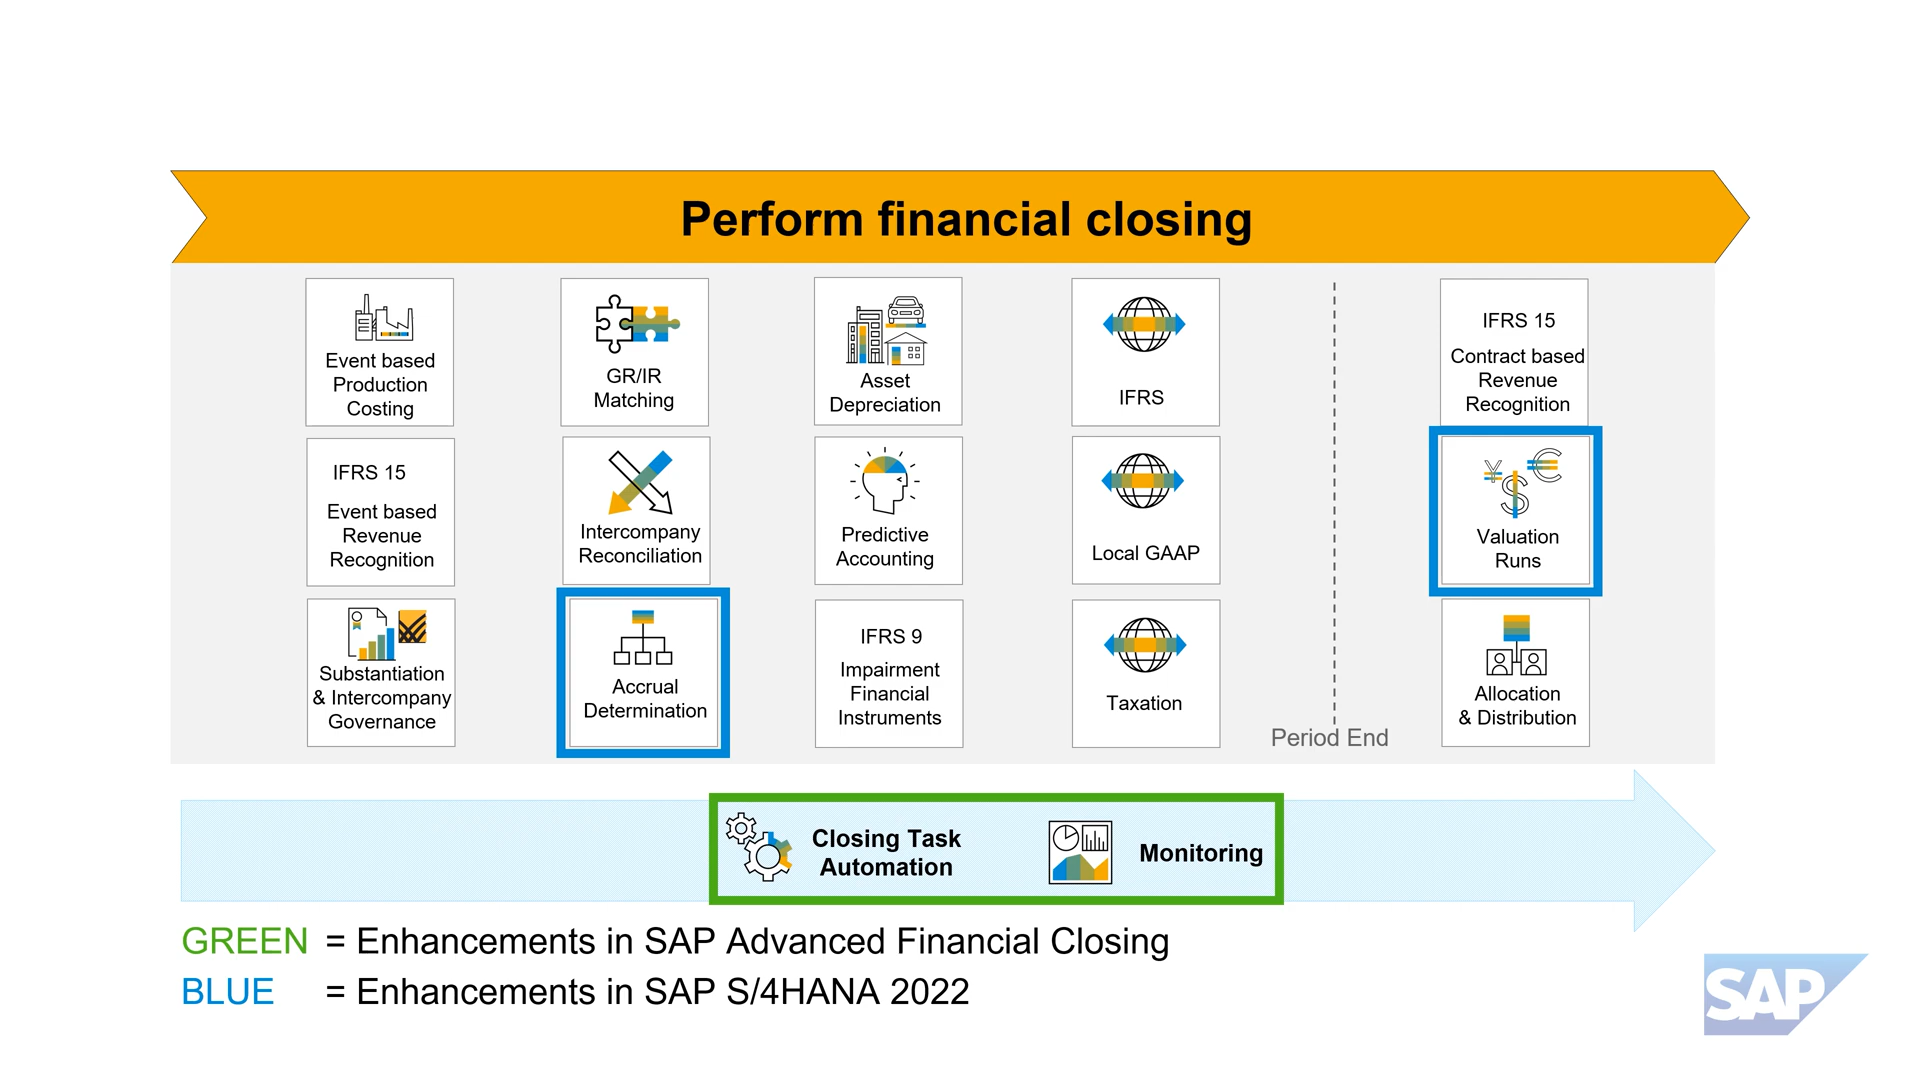 Perform financial closing
Event based
Production
Costing
GR/IR
Matching
Asset
Depreciation
IFRS
IFRS 15
Contract based
Revenue
Recognition
IFRS 15
Event based
Revenue
Recognition
Intercompany
Reconciliation
Predictive
Accounting
Local GAAP
¥ $ €
Valuation
Runs
Substantiation
& Intercompany
Governance
Accrual
Determination
IFRS 9
Impairment
Financial
Instruments
Taxation
Period End
Allocation
& Distribution
Closing Task
Automation
Monitoring
GREEN = Enhancements in SAP Advanced Financial Closing
BLUE = Enhancements in SAP S/4HANA 2022
SAP